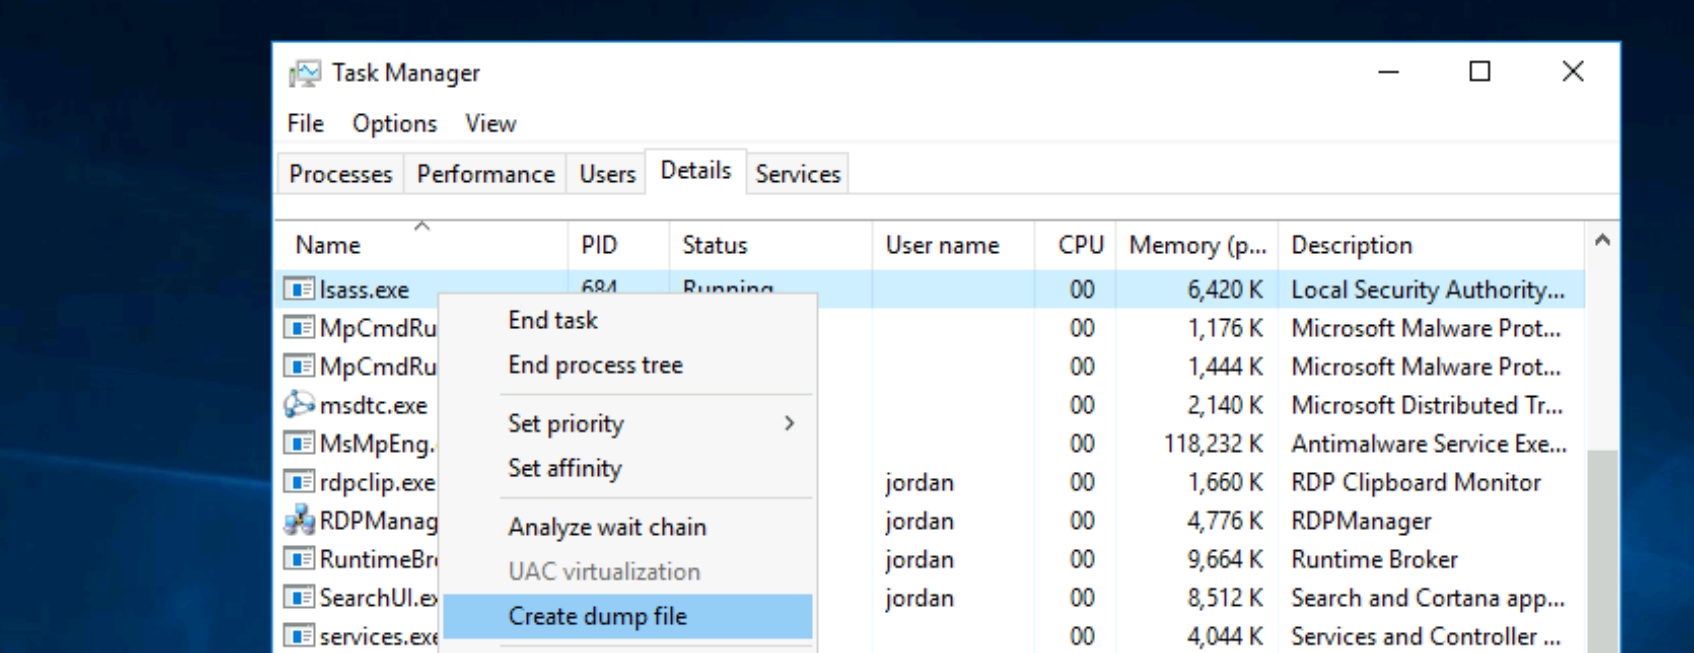 Task Manager
File Options View
Processes Performance Users Details Services
Name PID Status User name CPU Memory (p... Description
lsass.exe 684 Running 00 6,420 K Local Security Authority...
MpCmdRu 00 1,176 K Microsoft Malware Prot...
MpCmdRu 00 1,444 K Microsoft Malware Prot...
msdtc.exe 00 2,140 K Microsoft Distributed Tr...
MsMpEng. 00 118,232 K Antimalware Service Exe...
rdpclip.exe jordan 00 1,660 K RDP Clipboard Monitor
RDPManag jordan 00 4,776 K RDPManager
RuntimeBr jordan 00 9,664 K Runtime Broker
SearchUI.ex jordan 00 8,512 K Search and Cortana app...
services.exe 00 4,044 K Services and Controller ...
End task
End process tree
Set priority
Set affinity
Analyze wait chain
UAC virtualization
Create dump file